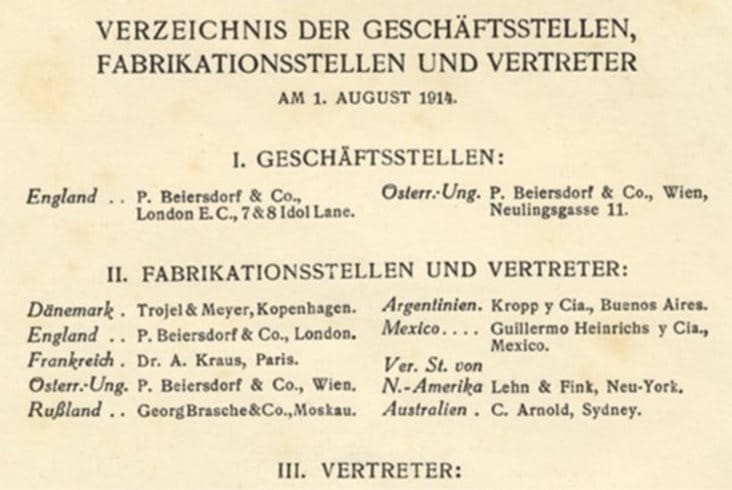 VERZEICHNIS DER GESCHÄFTSSTELLEN,
FABRIKATIONSSTELLEN UND VERTRETER
AM 1. AUGUST 1914.
I. GESCHÄFTSSTELLEN:
England .. P. Beiersdorf & Co.,
London E.C., 7 & 8 Idol Lane.
Österr.-Ung. P. Beiersdorf & Co., Wien,
Neulingsgasse 11.
II. FABRIKATIONSSTELLEN UND VERTRETER:
Dänemark . Trojel & Meyer, Kopenhagen.
England .. P. Beiersdorf & Co., London.
Frankreich . Dr. A. Kraus, Paris.
Österr.-Ung. P. Beiersdorf & Co., Wien.
Rußland .. Georg Brasche & Co., Moskau.
Argentinien. Kropp y Cia., Buenos Aires.
Mexico.... Guillermo Heinrichs y Cia.,
Mexico.
Ver. St. von
N.-Amerika Lehn & Fink, Neu-York.
Australien . C. Arnold, Sydney.
III. VERTRETER: